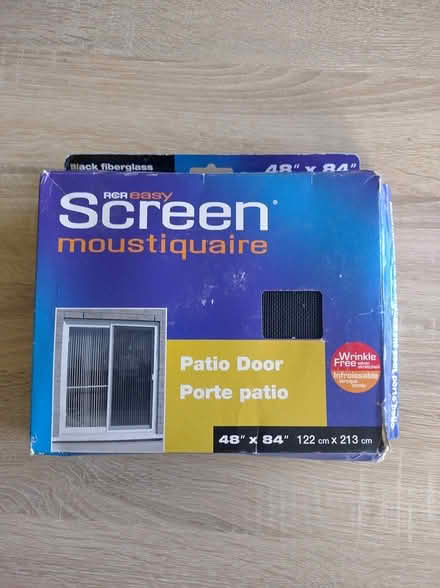 Black fiberglass
48" x 84"
RCR easy
Screen®
moustiquaire
Patio Door
Porte patio
Wrinkle
Free
Infroissable
48" x 84" 122 cm x 213 cm